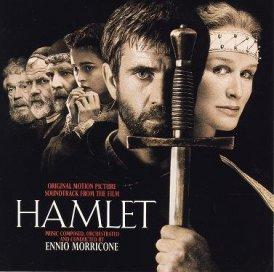 ORIGINAL MOTION PICTURE
SOUNDTRACK FROM THE FILM
HAMLET
MUSIC COMPOSED, ORCHESTRATED
AND CONDUCTED BY
ENNIO MORRICONE